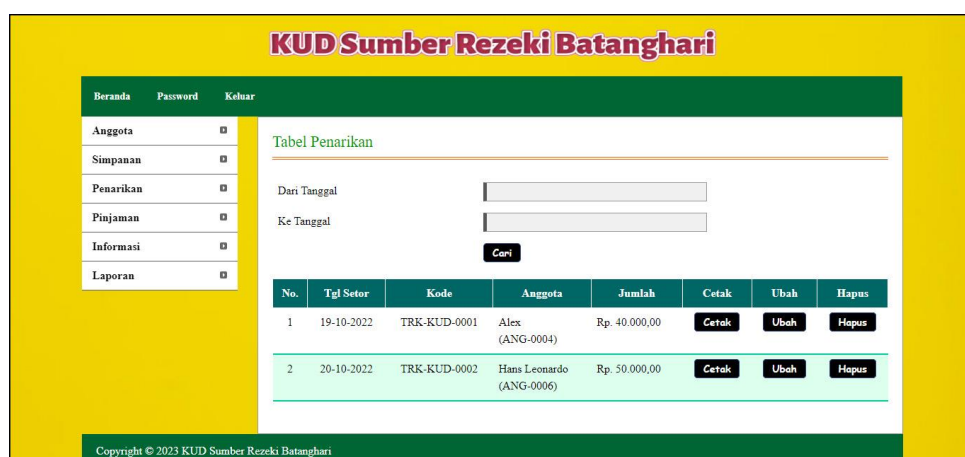 KUD Sumber Rezeki Batanghari
Beranda Password Keluar
Anggota
Simpanan
Penarikan
Pinjaman
Informasi
Laporan
Tabel Penarikan
Dari Tanggal
Ke Tanggal
Cari
No. Tgl Setor Kode Anggota Jumlah Cetak Ubah Hapus
1 19-10-2022 TRK-KUD-0001 Alex Rp. 40.000,00 Cetak Ubah Hapus
(ANG-0004)
2 20-10-2022 TRK-KUD-0002 Hans Leonardo Rp. 50.000,00 Cetak Ubah Hapus
(ANG-0006)
Copyright © 2023 KUD Sumber Rezeki Batanghari